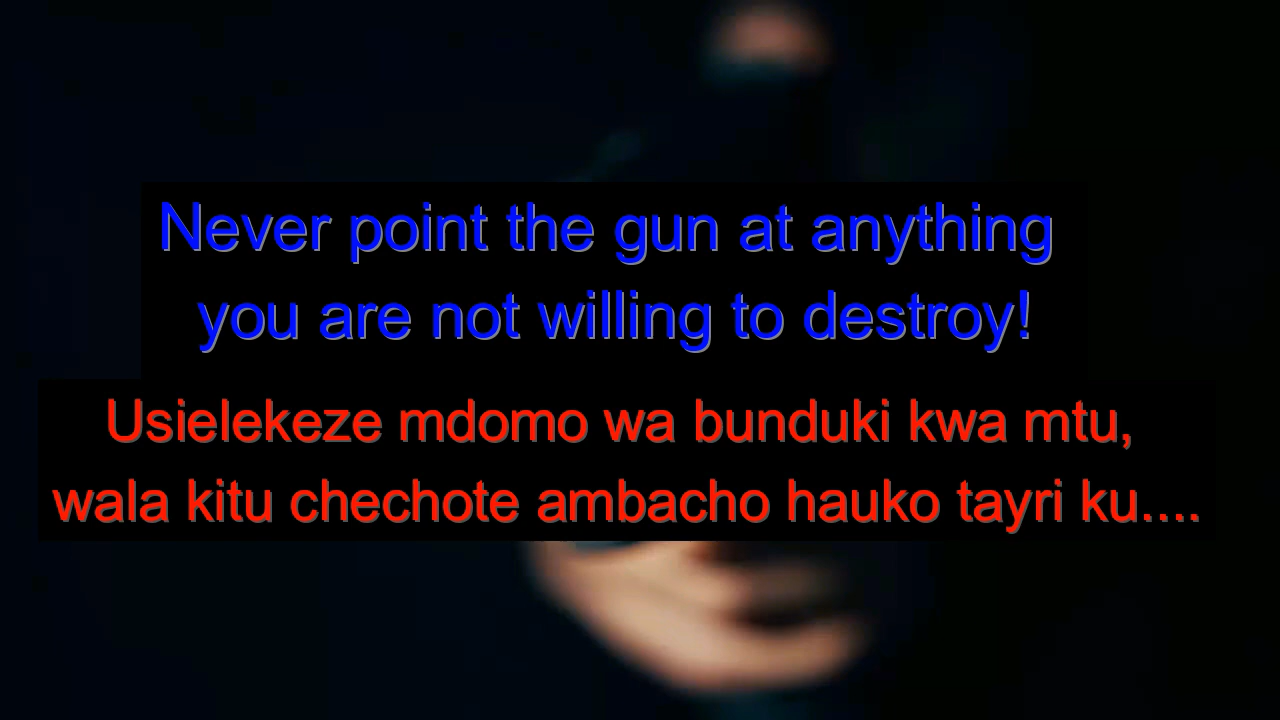 Never point the gun at anything
you are not willing to destroy!
Usielekeze mdomo wa bunduki kwa mtu,
wala kitu chechote ambacho hauko tayri ku....